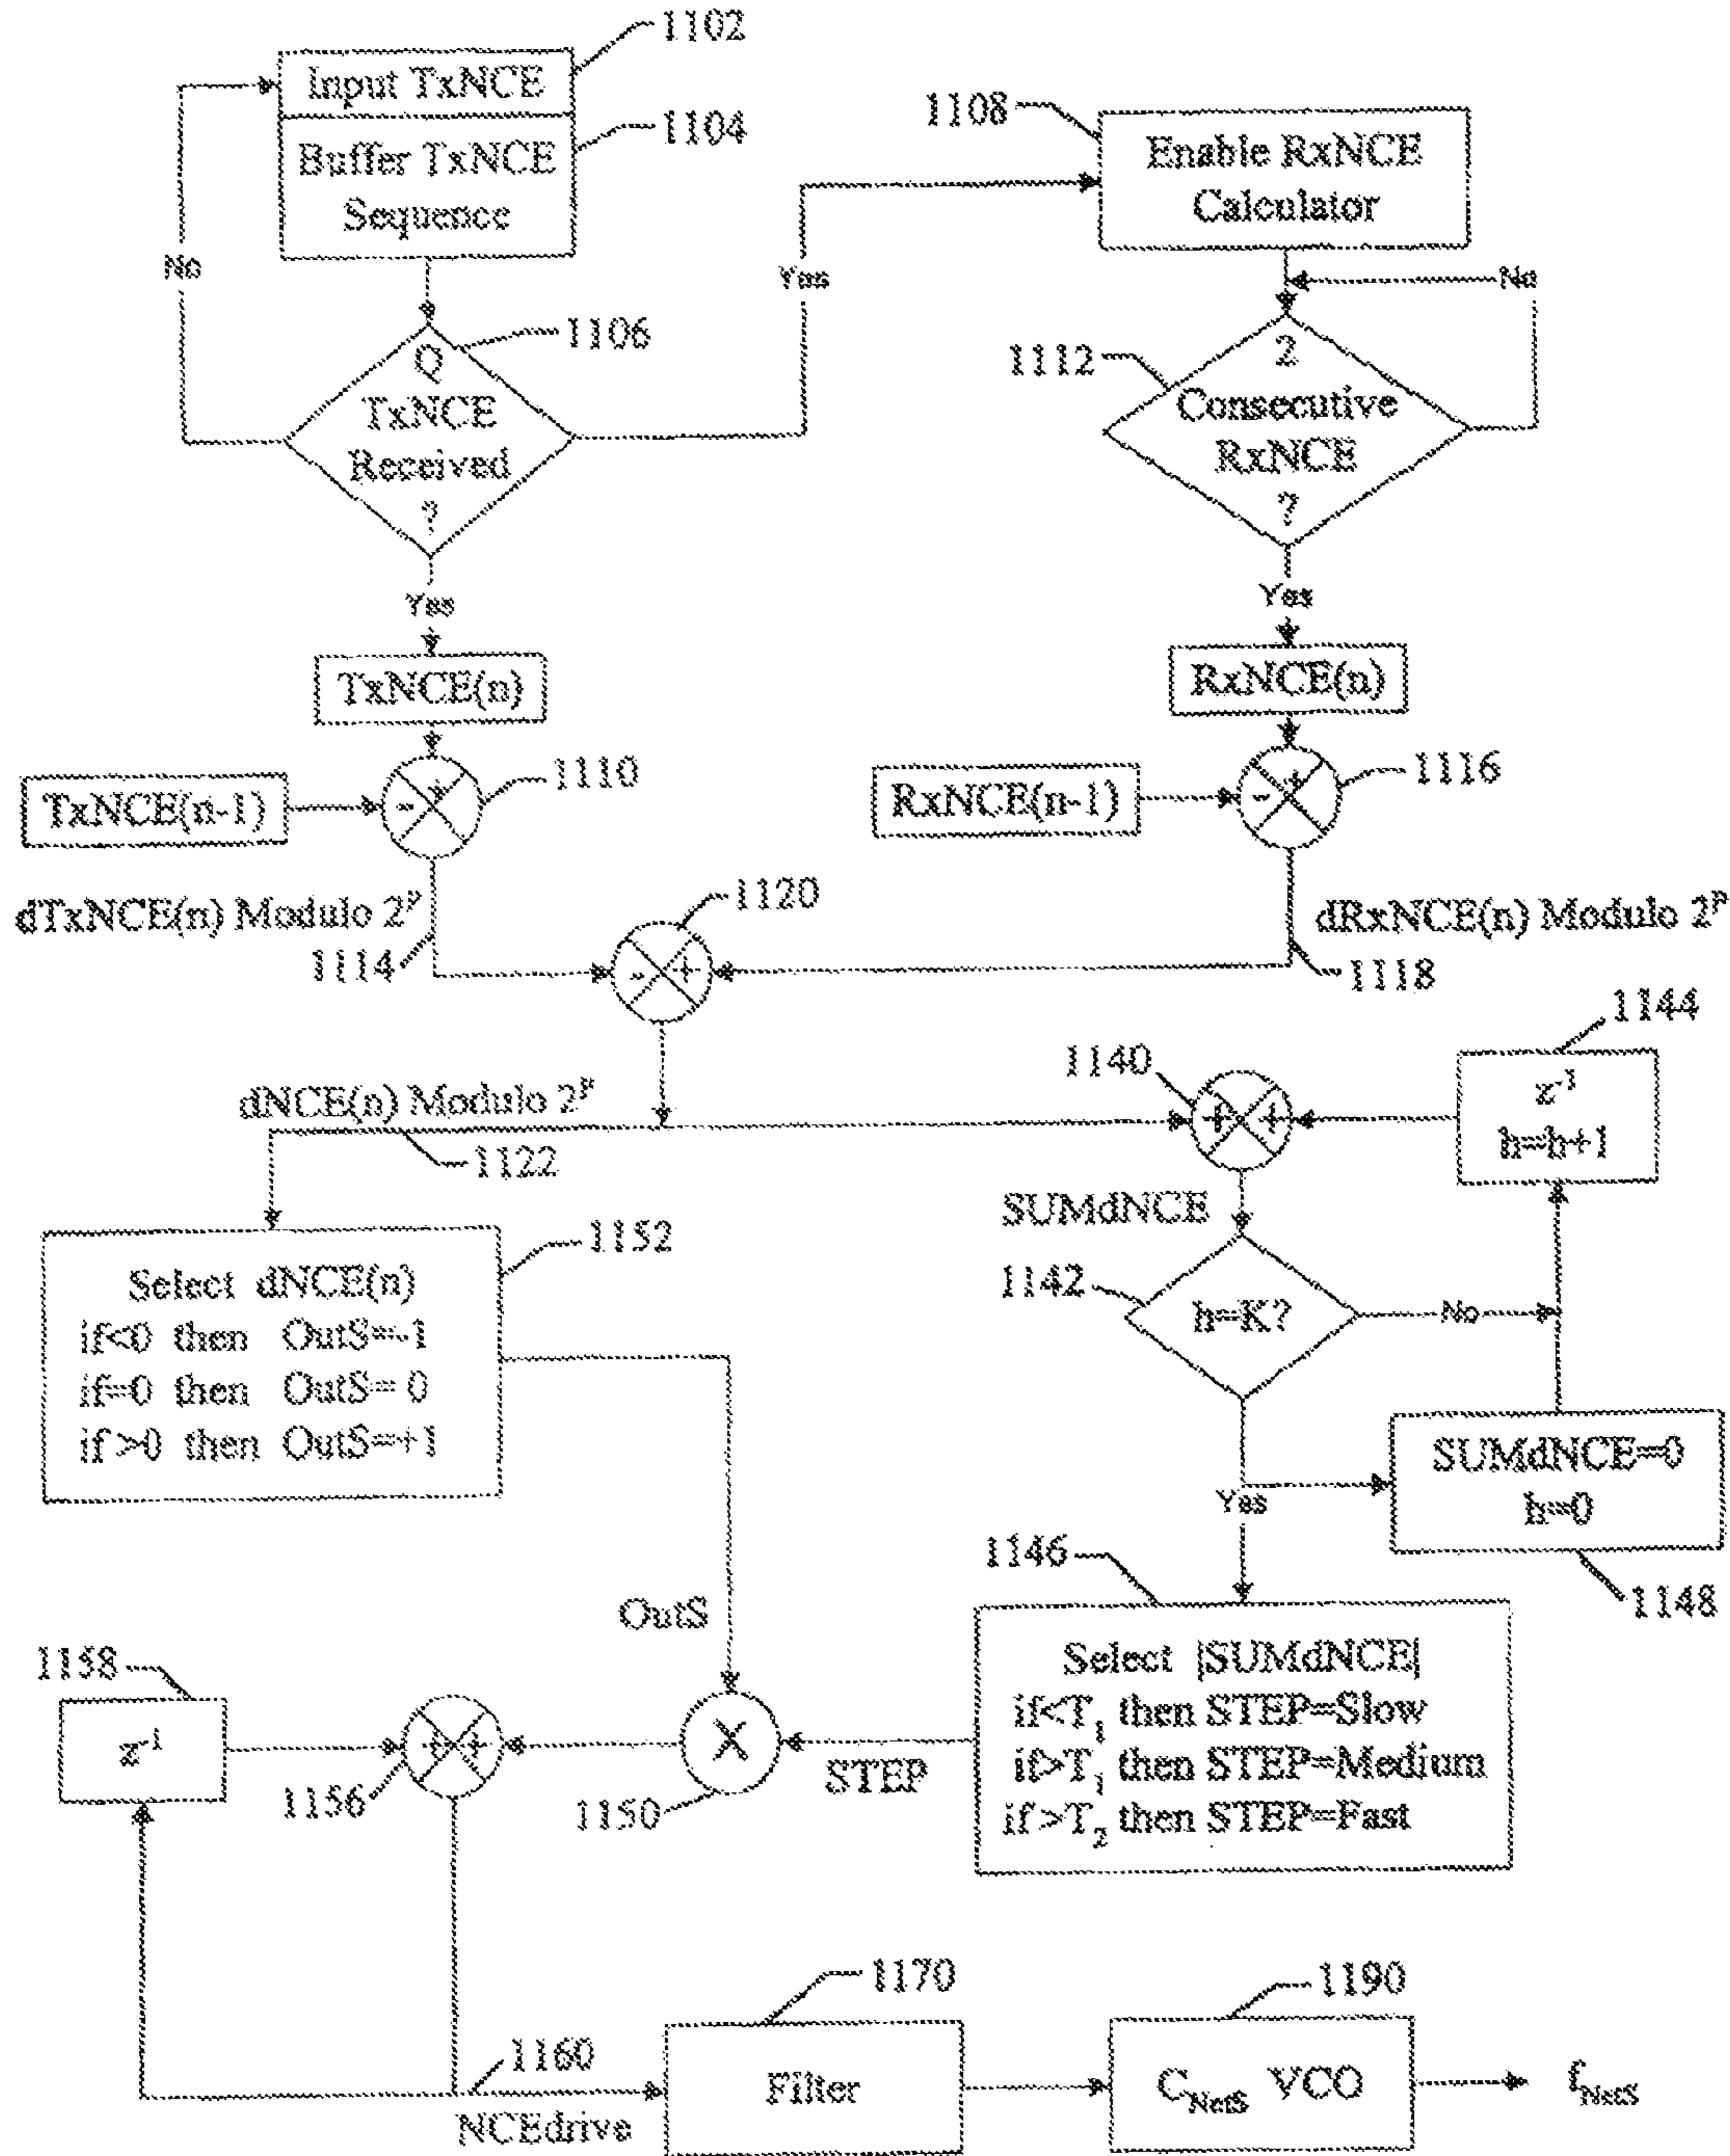 1102
Input TxNCE
1104
Buffer TxNCE
Sequence
1108
Enable RxNCE
Calculator
No
Yes
No
1106
Q
TxNCE
Received
?
1112
2
Consecutive
RxNCE
?
Yes
Yes
TxNCE(n)
RxNCE(n)
TxNCE(n-1)
- +
1110
RxNCE(n-1)
- +
1116
dTxNCE(n) Modulo 2^p
1114
1120
- +
dRxNCE(n) Modulo 2^p
1118
1144
z^-1
h=h+1
1140
+ +
dNCE(n) Modulo 2^p
1122
SUMdNCE
1142
h=K?
No
1152
Select dNCE(n)
if<0 then OutS=-1
if=0 then OutS= 0
if >0 then OutS=+1
Yes
SUMdNCE=0
h=0
1148
1146
Select |SUMdNCE|
if<T1 then STEP=Slow
if>T1 then STEP=Medium
if >T2 then STEP=Fast
OutS
STEP
X
1150
1158
z^-1
+ +
1156
1160
NCEdrive
1170
Filter
1190
C_NetS VCO
f_NetS